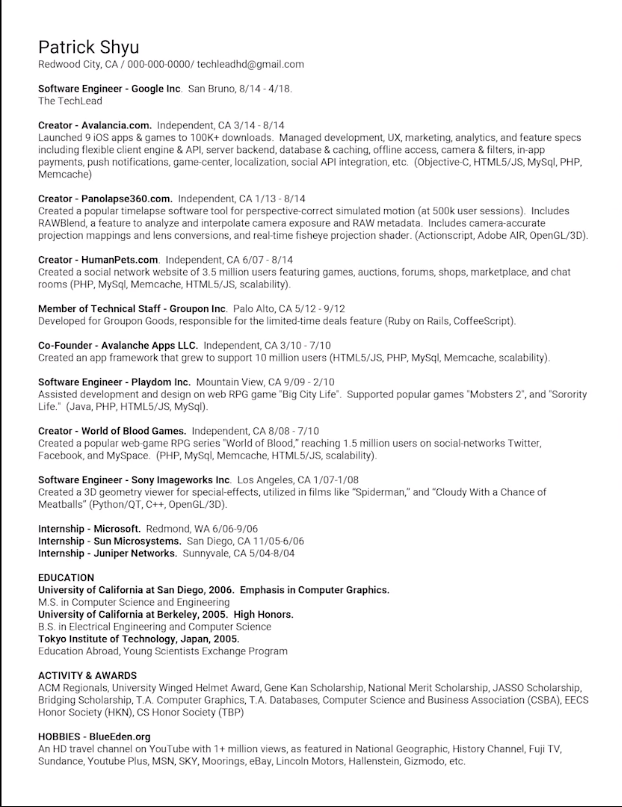 Patrick Shyu
Redwood City, CA / 000-000-0000/ techleadhd@gmail.com
Software Engineer - Google Inc. San Bruno, 8/14 - 4/18.
The TechLead
Creator - Avalancia.com. Independent, CA 3/14 - 8/14
Launched 9 iOS apps & games to 100K+ downloads. Managed development, UX, marketing, analytics, and feature specs
including flexible client engine & API, server backend, database & caching, offline access, camera & filters, in-app
payments, push notifications, game-center, localization, social API integration, etc. (Objective-C, HTML5/JS, MySql, PHP,
Memcache)
Creator - Panolapse360.com. Independent, CA 1/13 - 8/14
Created a popular timelapse software tool for perspective-correct simulated motion (at 500k user sessions). Includes
RAWBlend, a feature to analyze and interpolate camera exposure and RAW metadata. Includes camera-accurate
projection mappings and lens conversions, and real-time fisheye projection shader. (Actionscript, Adobe AIR, OpenGL/3D).
Creator - HumanPets.com. Independent, CA 6/07 - 8/14
Created a social network website of 3.5 million users featuring games, auctions, forums, shops, marketplace, and chat
rooms (PHP, MySql, Memcache, HTML5/JS, scalability).
Member of Technical Staff - Groupon Inc. Palo Alto, CA 5/12 - 9/12
Developed for Groupon Goods, responsible for the limited-time deals feature (Ruby on Rails, CoffeeScript).
Co-Founder - Avalanche Apps LLC. Independent, CA 3/10 - 7/10
Created an app framework that grew to support 10 million users (HTML5/JS, PHP, MySql, Memcache, scalability).
Software Engineer - Playdom Inc. Mountain View, CA 9/09 - 2/10
Assisted development and design on web RPG game "Big City Life". Supported popular games "Mobsters 2", and "Sorority
Life." (Java, PHP, HTML5/JS, MySql).
Creator - World of Blood Games. Independent, CA 8/08 - 7/10
Created a popular web-game RPG series "World of Blood," reaching 1.5 million users on social-networks Twitter,
Facebook, and MySpace. (PHP, MySql, Memcache, HTML5/JS, scalability).
Software Engineer - Sony Imageworks Inc. Los Angeles, CA 1/07-1/08
Created a 3D geometry viewer for special-effects, utilized in films like “Spiderman,” and “Cloudy With a Chance of
Meatballs” (Python/QT, C++, OpenGL/3D).
Internship - Microsoft. Redmond, WA 6/06-9/06
Internship - Sun Microsystems. San Diego, CA 11/05-6/06
Internship - Juniper Networks. Sunnyvale, CA 5/04-8/04
EDUCATION
University of California at San Diego, 2006. Emphasis in Computer Graphics.
M.S. in Computer Science and Engineering
University of California at Berkeley, 2005. High Honors.
B.S. in Electrical Engineering and Computer Science
Tokyo Institute of Technology, Japan, 2005.
Education Abroad, Young Scientists Exchange Program
ACTIVITY & AWARDS
ACM Regionals, University Winged Helmet Award, Gene Kan Scholarship, National Merit Scholarship, JASSO Scholarship,
Bridging Scholarship, T.A. Computer Graphics, T.A. Databases, Computer Science and Business Association (CSBA), EECS
Honor Society (HKN), CS Honor Society (TBP)
HOBBIES - BlueEden.org
An HD travel channel on YouTube with 1+ million views, as featured in National Geographic, History Channel, Fuji TV,
Sundance, Youtube Plus, MSN, SKY, Moorings, eBay, Lincoln Motors, Hallenstein, Gizmodo, etc.